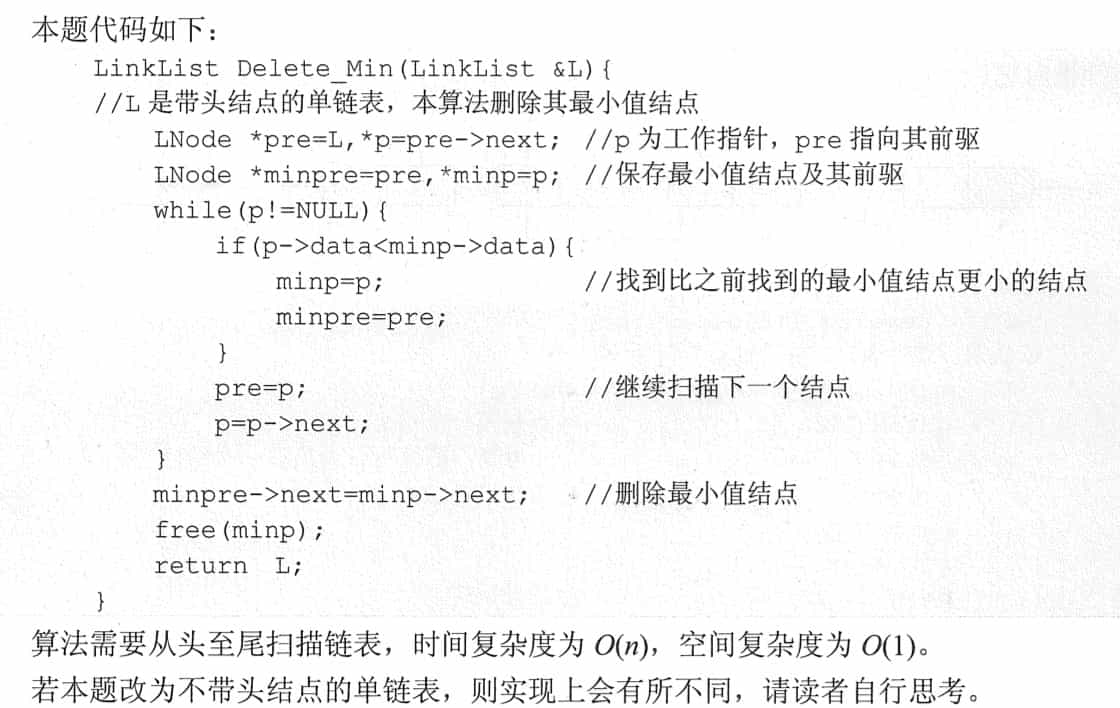 本题代码如下：
LinkList Delete_Min(LinkList &L){
//L 是带头结点的单链表，本算法删除其最小值结点
LNode *pre=L,*p=pre->next; //p 为工作指针，pre 指向其前驱
LNode *minpre=pre,*minp=p; //保存最小值结点及其前驱
while(p!=NULL){
if(p->data<minp->data){
minp=p; //找到比之前找到的最小值结点更小的结点
minpre=pre;
}
pre=p; //继续扫描下一个结点
p=p->next;
}
minpre->next=minp->next; //删除最小值结点
free(minp);
return L;
}
算法需要从头至尾扫描链表，时间复杂度为 O(n)，空间复杂度为 O(1)。
若本题改为不带头结点的单链表，则实现上会有所不同，请读者自行思考。